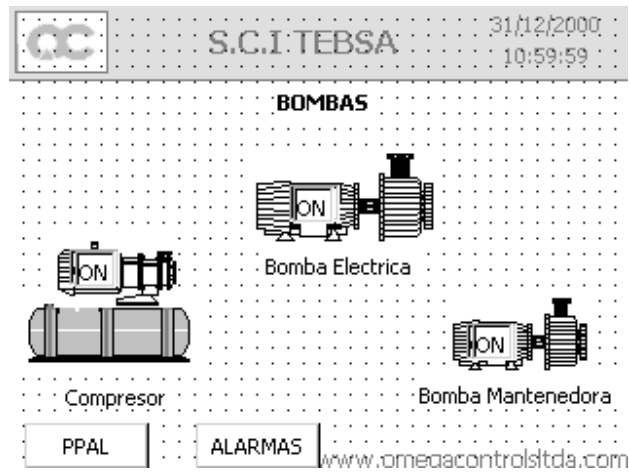 OC
S.C.I TEBSA
31/12/2000
10:59:59
BOMBAS
ON
Bomba Electrica
ON
Compresor
ON
Bomba Mantenedora
PPAL
ALARMAS
www.omegacontrolsltda.com